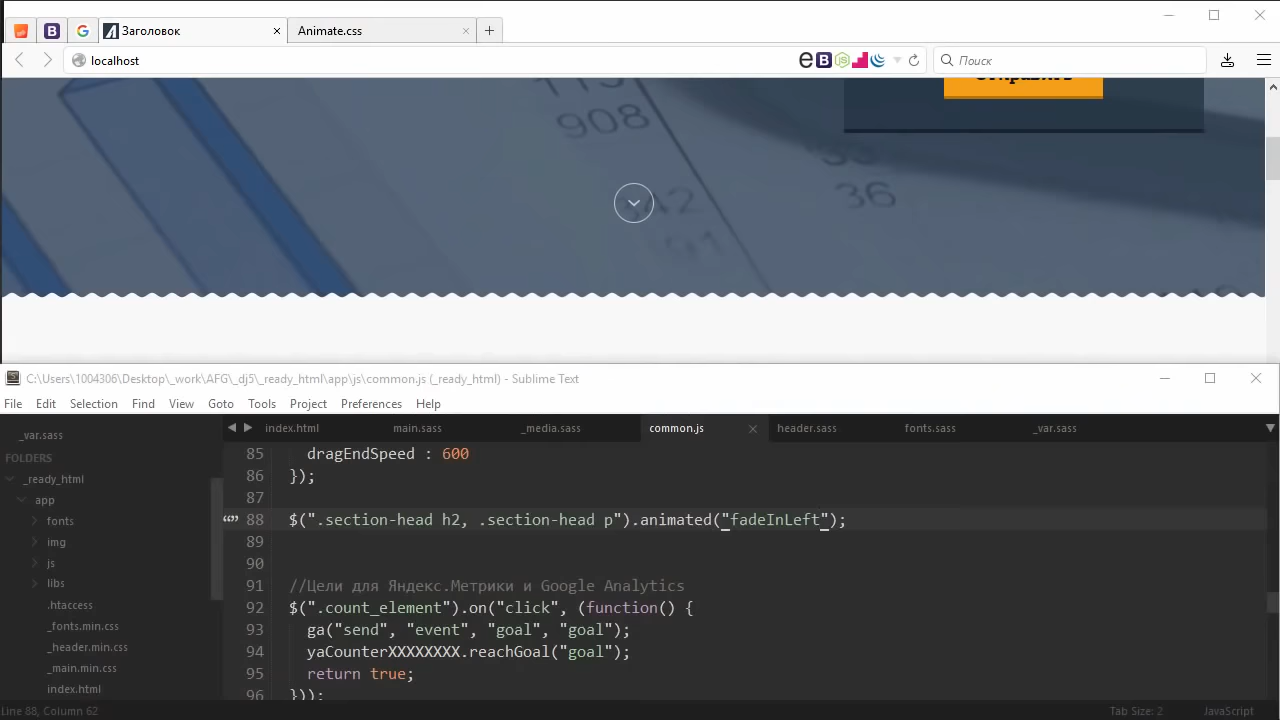 Заголовок
Animate.css
localhost
Поиск
908
36
91
C:\Users\1004306\Desktop\_work\AFG\_dj5\_ready_html\app\js\common.js (_ready_html) - Sublime Text
File Edit Selection Find View Goto Tools Project Preferences Help
_var.sass
FOLDERS
_ready_html
app
fonts
img
js
libs
.htaccess
_fonts.min.css
_header.min.css
_main.min.css
index.html
index.html main.sass _media.sass common.js header.sass fonts.sass _var.sass
85 dragEndSpeed : 600
86 });
87
88 $(".section-head h2, .section-head p").animated("fadeInLeft");
89
90
91 //Цели для Яндекс.Метрики и Google Analytics
92 $(".count_element").on("click", (function() {
93 ga("send", "event", "goal", "goal");
94 yaCounterXXXXXXXX.reachGoal("goal");
95 return true;
96 }));
Line 88, Column 62
Tab Size: 2
JavaScript